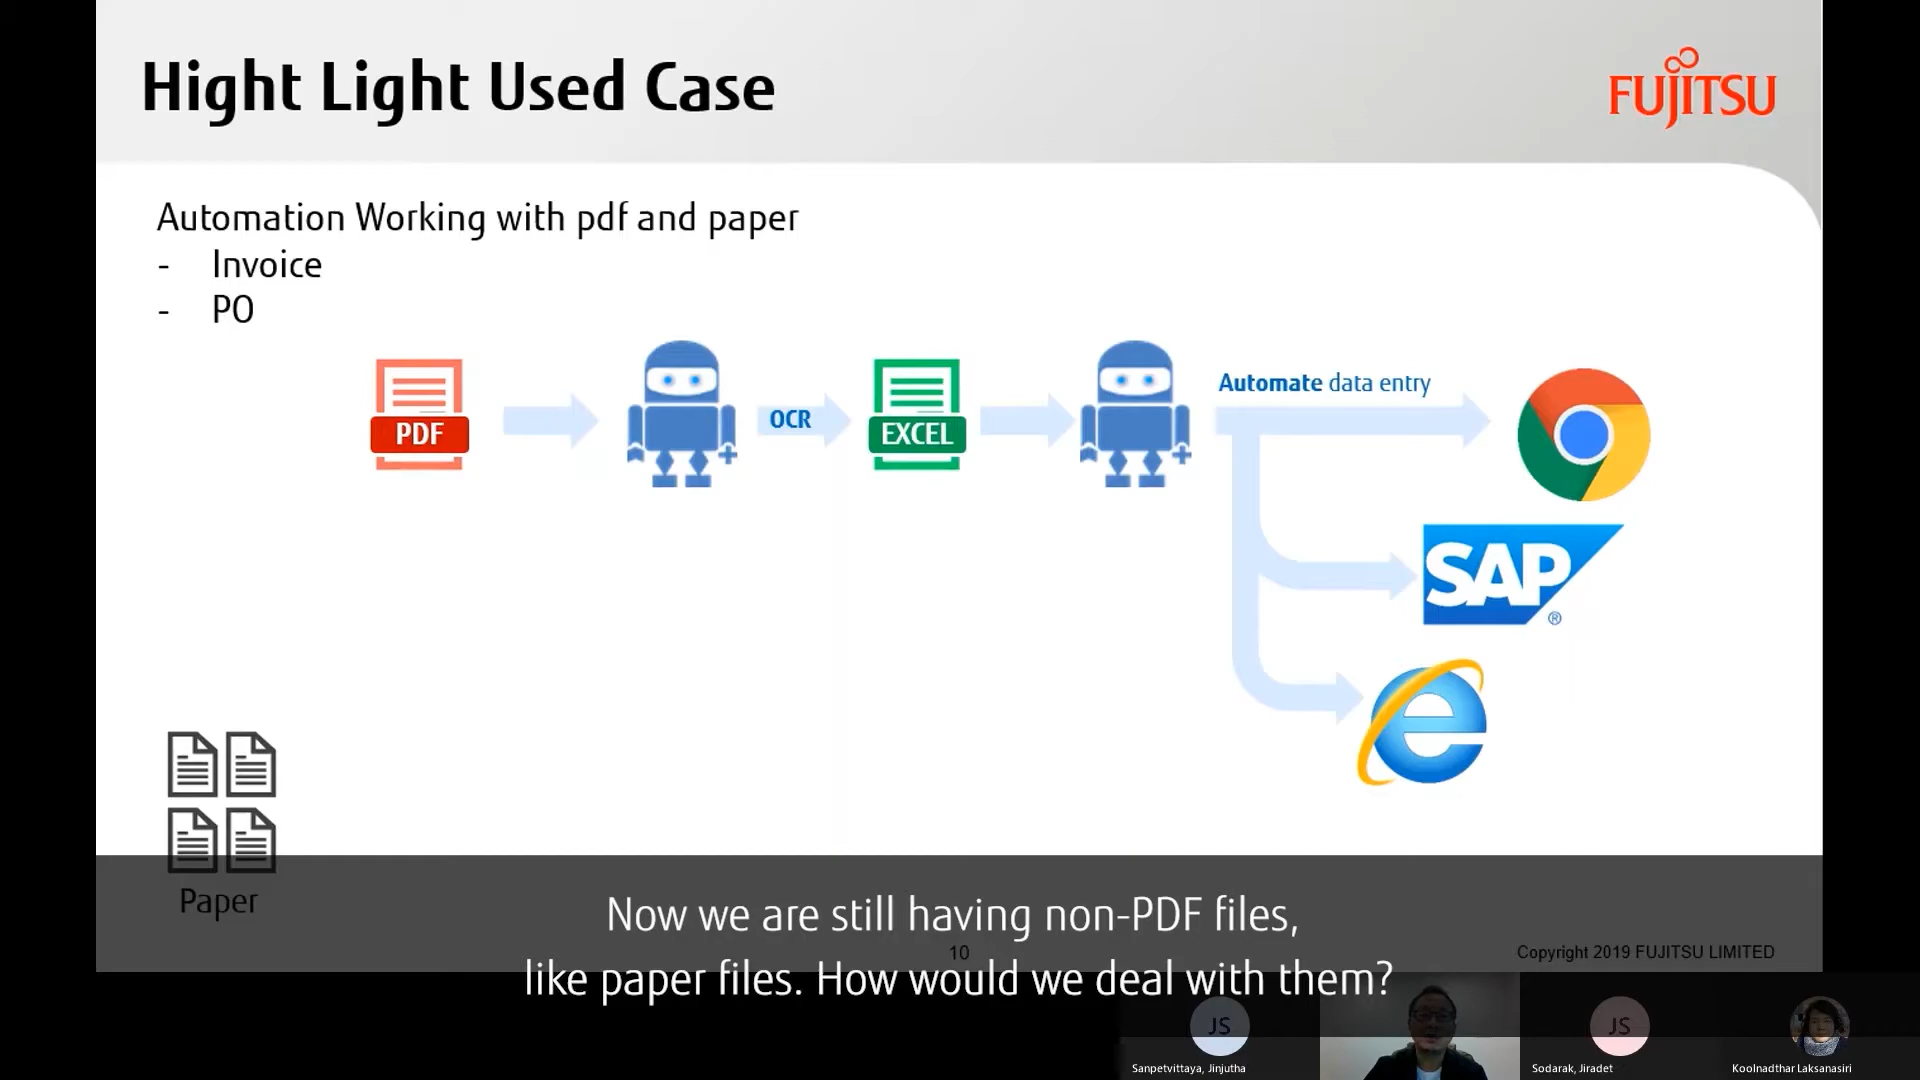 Hight Light Used Case
FUJITSU
Automation Working with pdf and paper
- Invoice
- PO
PDF
OCR
EXCEL
Automate data entry
SAP
®
e
Paper
Now we are still having non-PDF files,
like paper files. How would we deal with them?
10
Copyright 2019 FUJITSU LIMITED
JS
JS
Sanpetvittaya, Jinjutha
Sodarak, Jiradet
Koolnadthar Laksanasiri